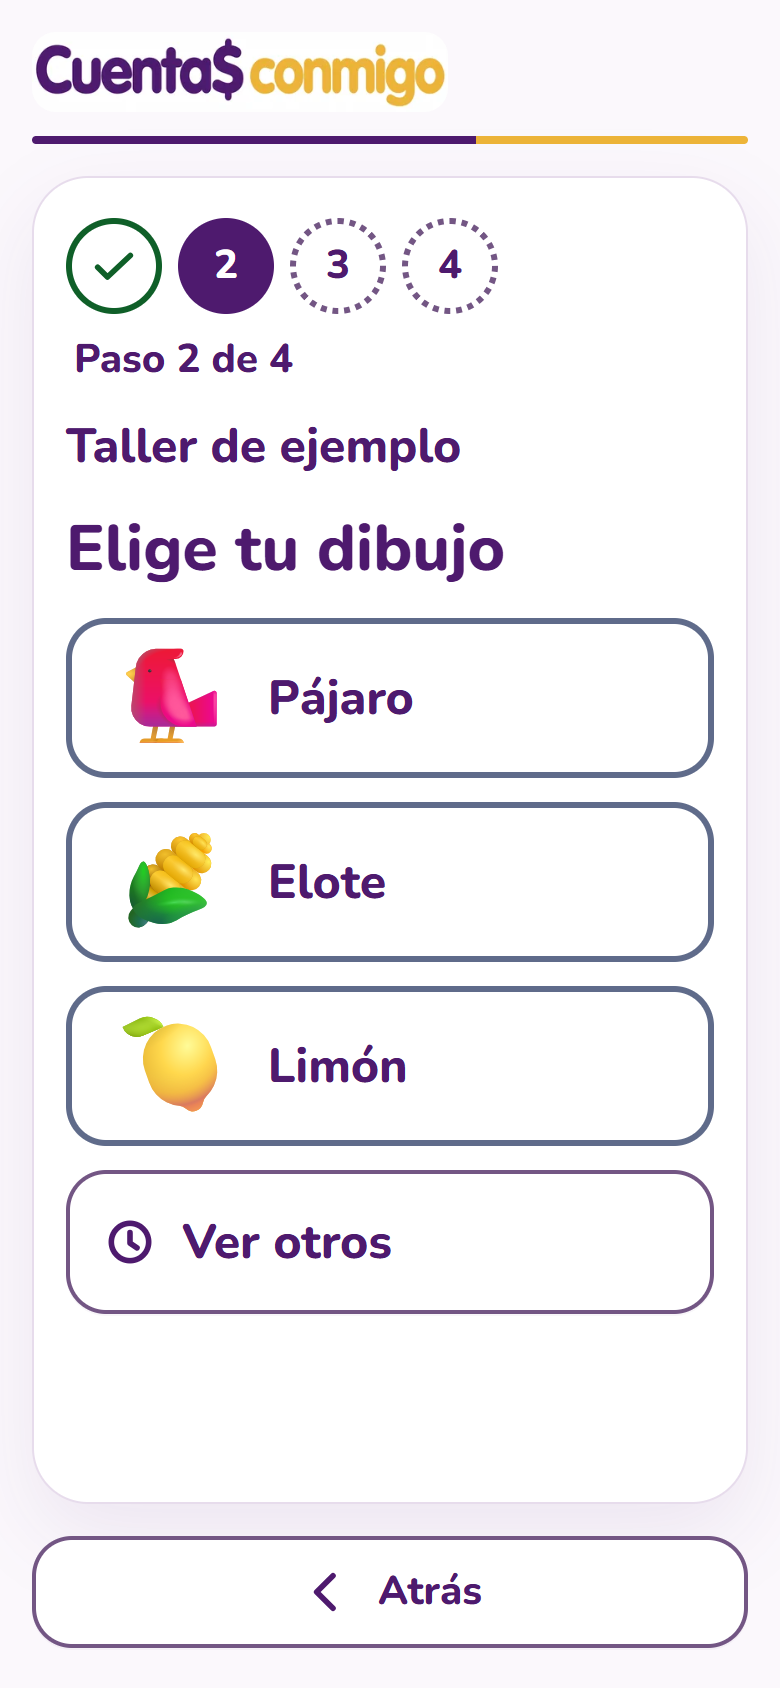 Cuenta$ conmigo
2
3
4
Paso 2 de 4
Taller de ejemplo
Elige tu dibujo
Pájaro
Elote
Limón
Ver otros
Atrás